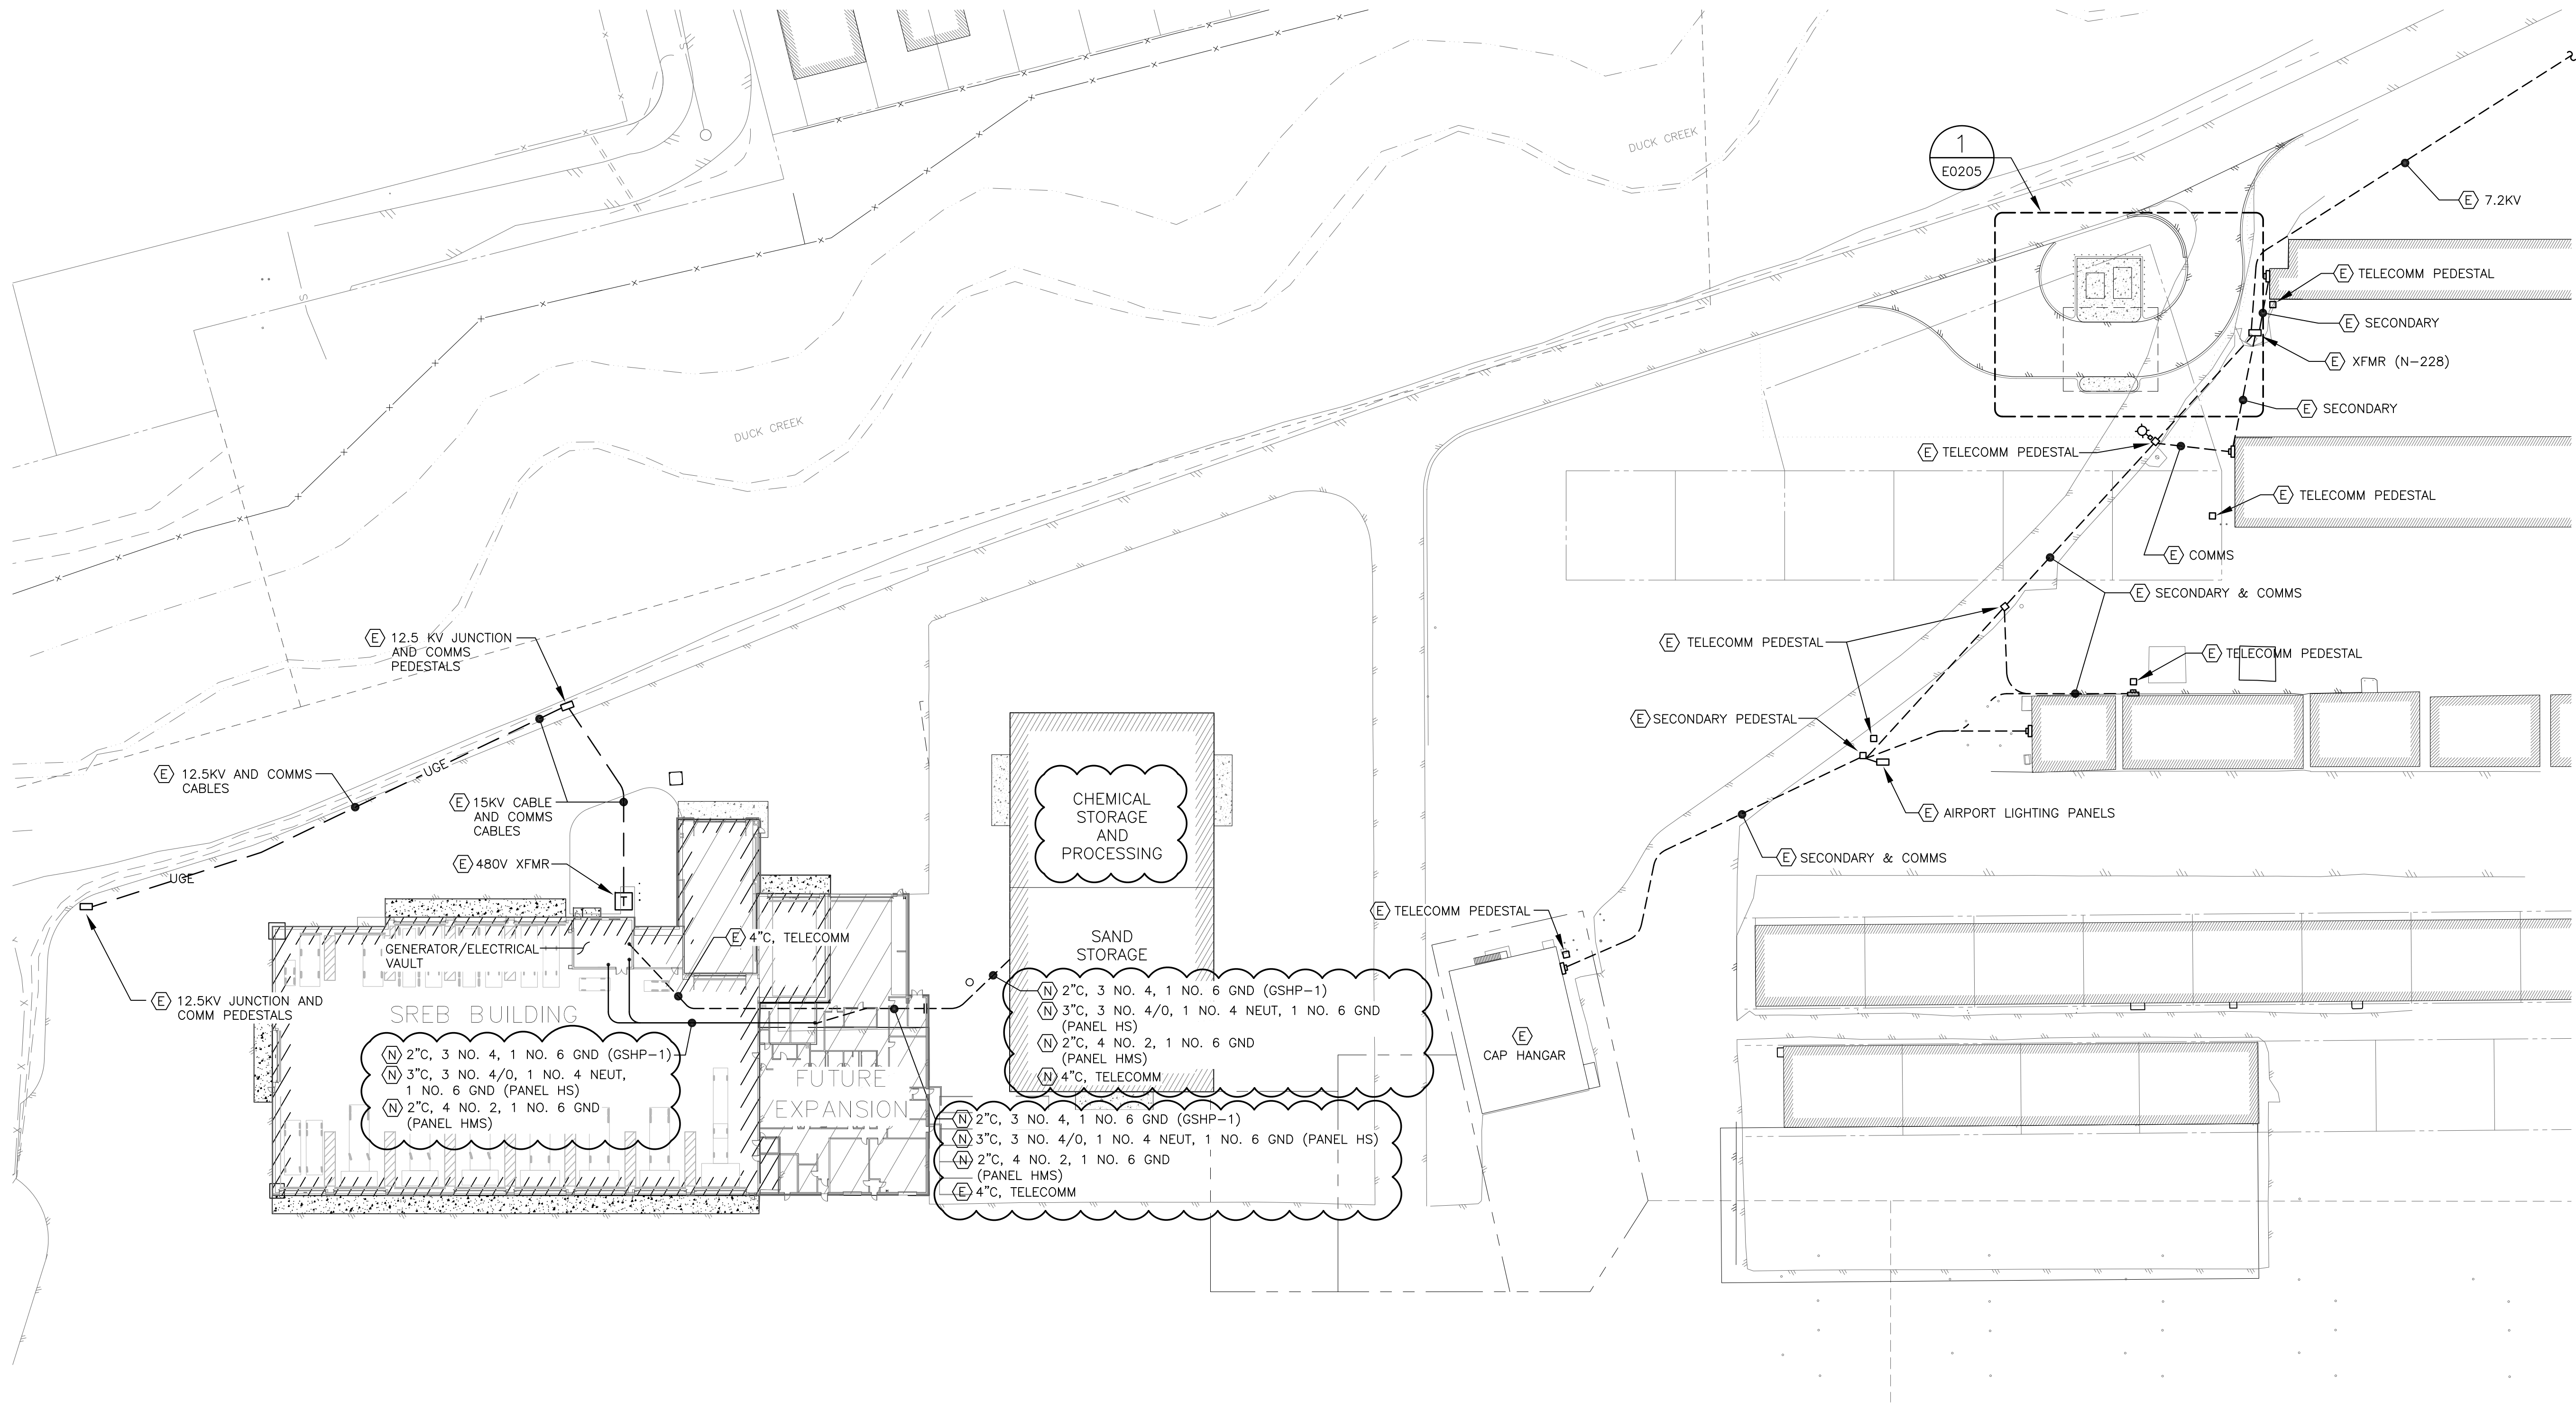 DUCK CREEK
1
E0205
E 7.2KV
E TELECOMM PEDESTAL
E SECONDARY
E XFMR (N-228)
E SECONDARY
S
S
DUCK CREEK
E TELECOMM PEDESTAL
E TELECOMM PEDESTAL
E COMMS
E SECONDARY & COMMS
E 12.5 KV JUNCTION
AND COMMS
PEDESTALS
E TELECOMM PEDESTAL
E TELECOMM PEDESTAL
E SECONDARY PEDESTAL
UGE
E 12.5KV AND COMMS
CABLES
E 15KV CABLE
AND COMMS
CABLES
CHEMICAL
STORAGE
AND
PROCESSING
E AIRPORT LIGHTING PANELS
E SECONDARY & COMMS
E 480V XFMR
UGE
T
E TELECOMM PEDESTAL
E 4"C, TELECOMM
SAND
STORAGE
GENERATOR/ELECTRICAL
VAULT
E 12.5KV JUNCTION AND
COMM PEDESTALS
SREB BUILDING
N 2"C, 3 NO. 4, 1 NO. 6 GND (GSHP-1)
N 3"C, 3 NO. 4/0, 1 NO. 4 NEUT, 1 NO. 6 GND
(PANEL HS)
N 2"C, 4 NO. 2, 1 NO. 6 GND
(PANEL HMS)
N 4"C, TELECOMM
E
CAP HANGAR
N 2"C, 3 NO. 4, 1 NO. 6 GND (GSHP-1)
N 3"C, 3 NO. 4/0, 1 NO. 4 NEUT,
1 NO. 6 GND (PANEL HS)
N 2"C, 4 NO. 2, 1 NO. 6 GND
(PANEL HMS)
FUTURE
EXPANSION
N 2"C, 3 NO. 4, 1 NO. 6 GND (GSHP-1)
N 3"C, 3 NO. 4/0, 1 NO. 4 NEUT, 1 NO. 6 GND (PANEL HS)
N 2"C, 4 NO. 2, 1 NO. 6 GND
(PANEL HMS)
E 4"C, TELECOMM